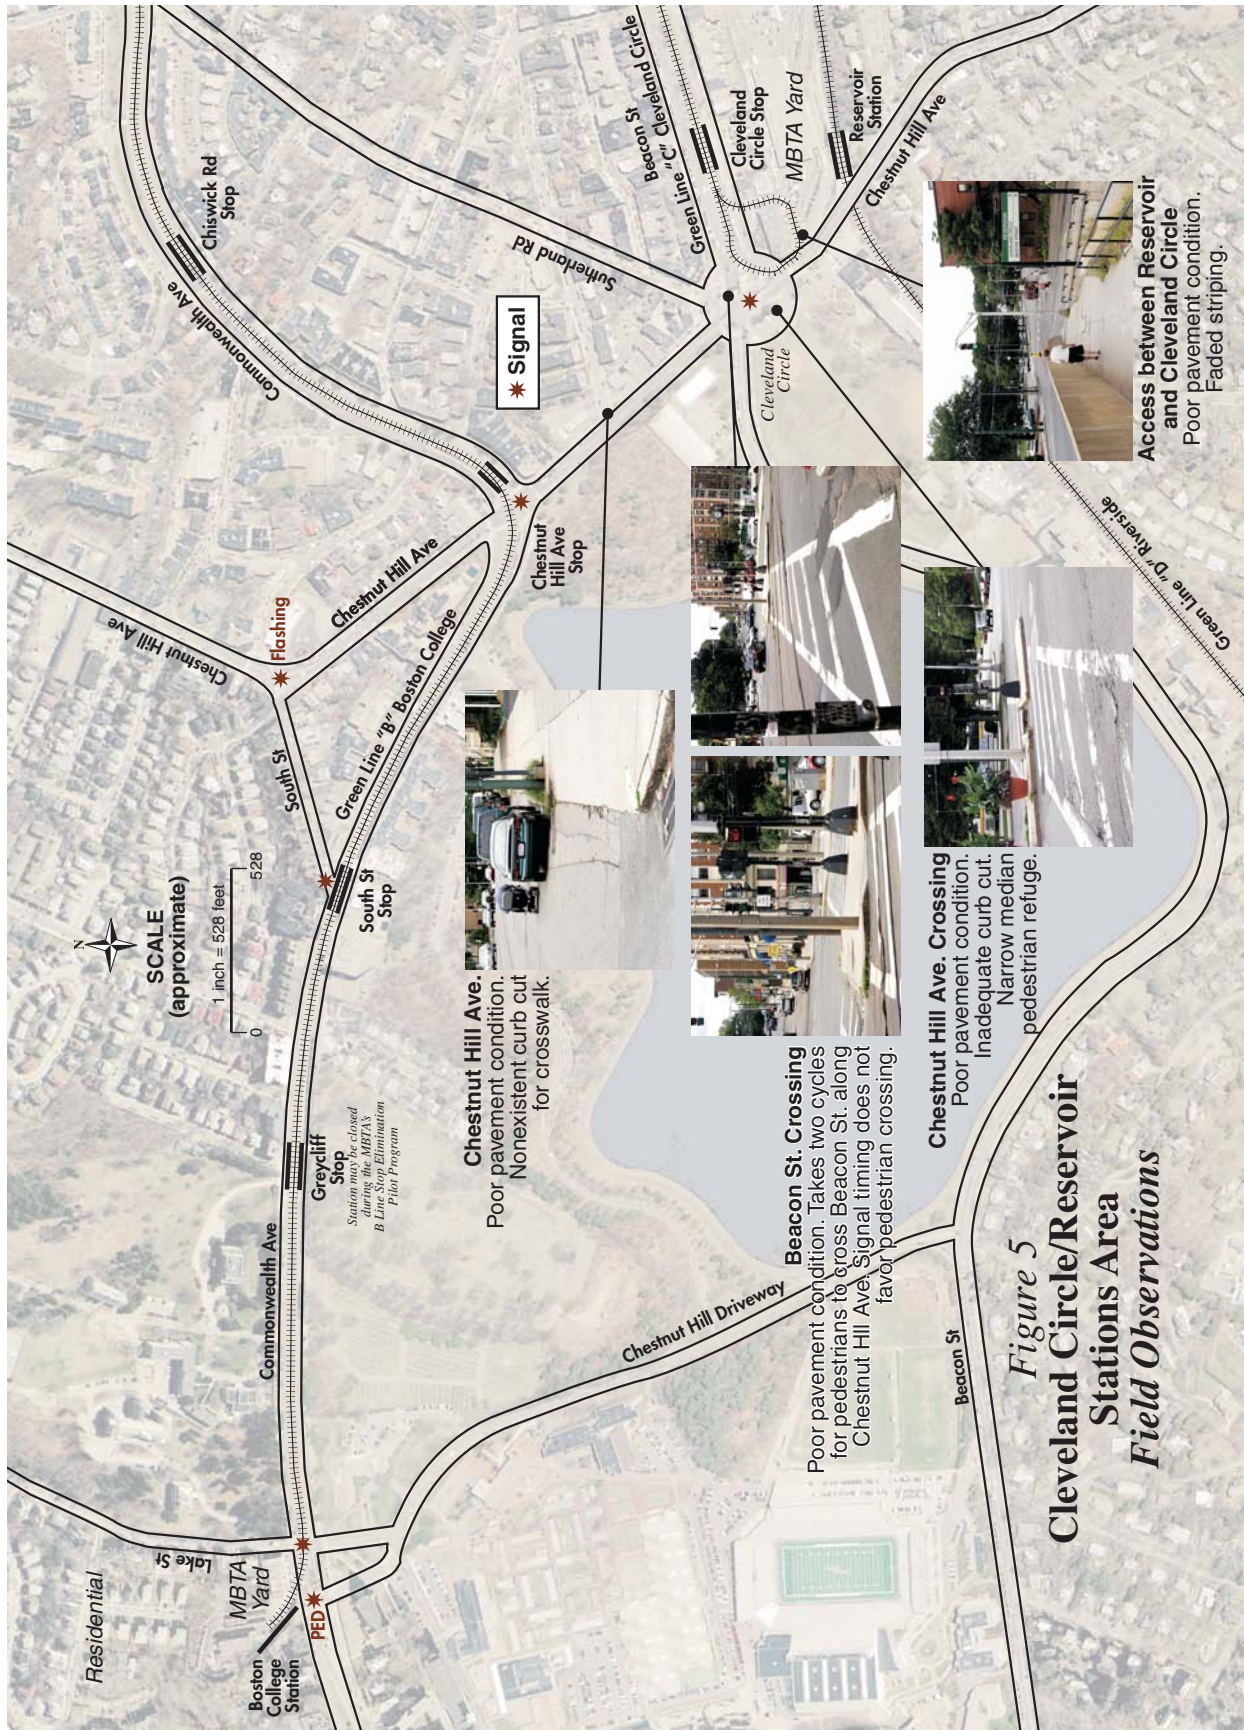 Residential
MBTA
Yard
Boston
College
Station
PED
Lake St
Commonwealth Ave
Greycliff
Stop
Station may be closed
during the MBTA's
B Line Stop Elimination
Pilot Program
N
SCALE
(approximate)
1 inch = 528 feet
0
528
South St
South St
Stop
Flashing
Chestnut Hill Ave
Chestnut Hill Ave
Green Line "B" Boston College
Chestnut
Hill Ave
Stop
Commonwealth Ave
Chiswick Rd
Stop
Signal
Sutherland Rd
Beacon St
Green Line "C" Cleveland Circle
Cleveland
Circle Stop
MBTA Yard
Reservoir
Station
Chestnut Hill Ave
Cleveland
Circle
Green Line "D" Riverside
Chestnut Hill Driveway
Beacon St
Chestnut Hill Ave.
Poor pavement condition.
Nonexistent curb cut
for crosswalk.
Beacon St. Crossing
Poor pavement condition. Takes two cycles
for pedestrians to cross Beacon St. along
Chestnut HIl Ave. Signal timing does not
favor pedestrian crossing.
Chestnut Hill Ave. Crossing
Poor pavement condition.
Inadequate curb cut.
Narrow median
pedestrian refuge.
Access between Reservoir
and Cleveland Circle
Poor pavement condition.
Faded striping.
Figure 5
Cleveland Circle/Reservoir
Stations Area
Field Observations